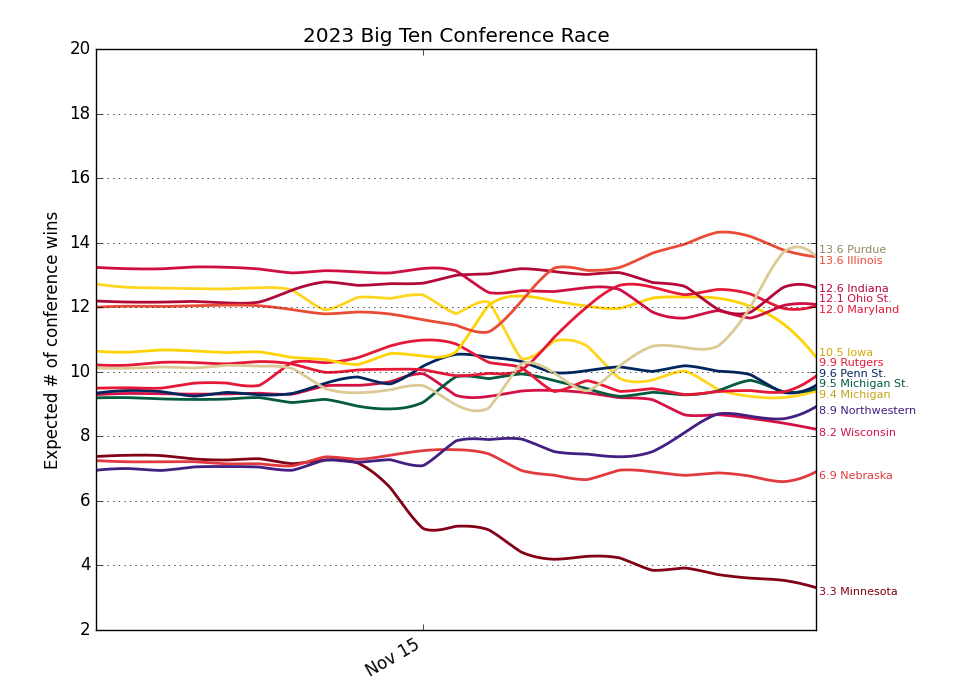 2023 Big Ten Conference Race
Expected # of conference wins
20
18
16
14
12
10
8
6
4
2
Nov 15
13.6 Purdue
13.6 Illinois
12.6 Indiana
12.1 Ohio St.
12.0 Maryland
10.5 Iowa
9.9 Rutgers
9.6 Penn St.
9.5 Michigan St.
9.4 Michigan
8.9 Northwestern
8.2 Wisconsin
6.9 Nebraska
3.3 Minnesota